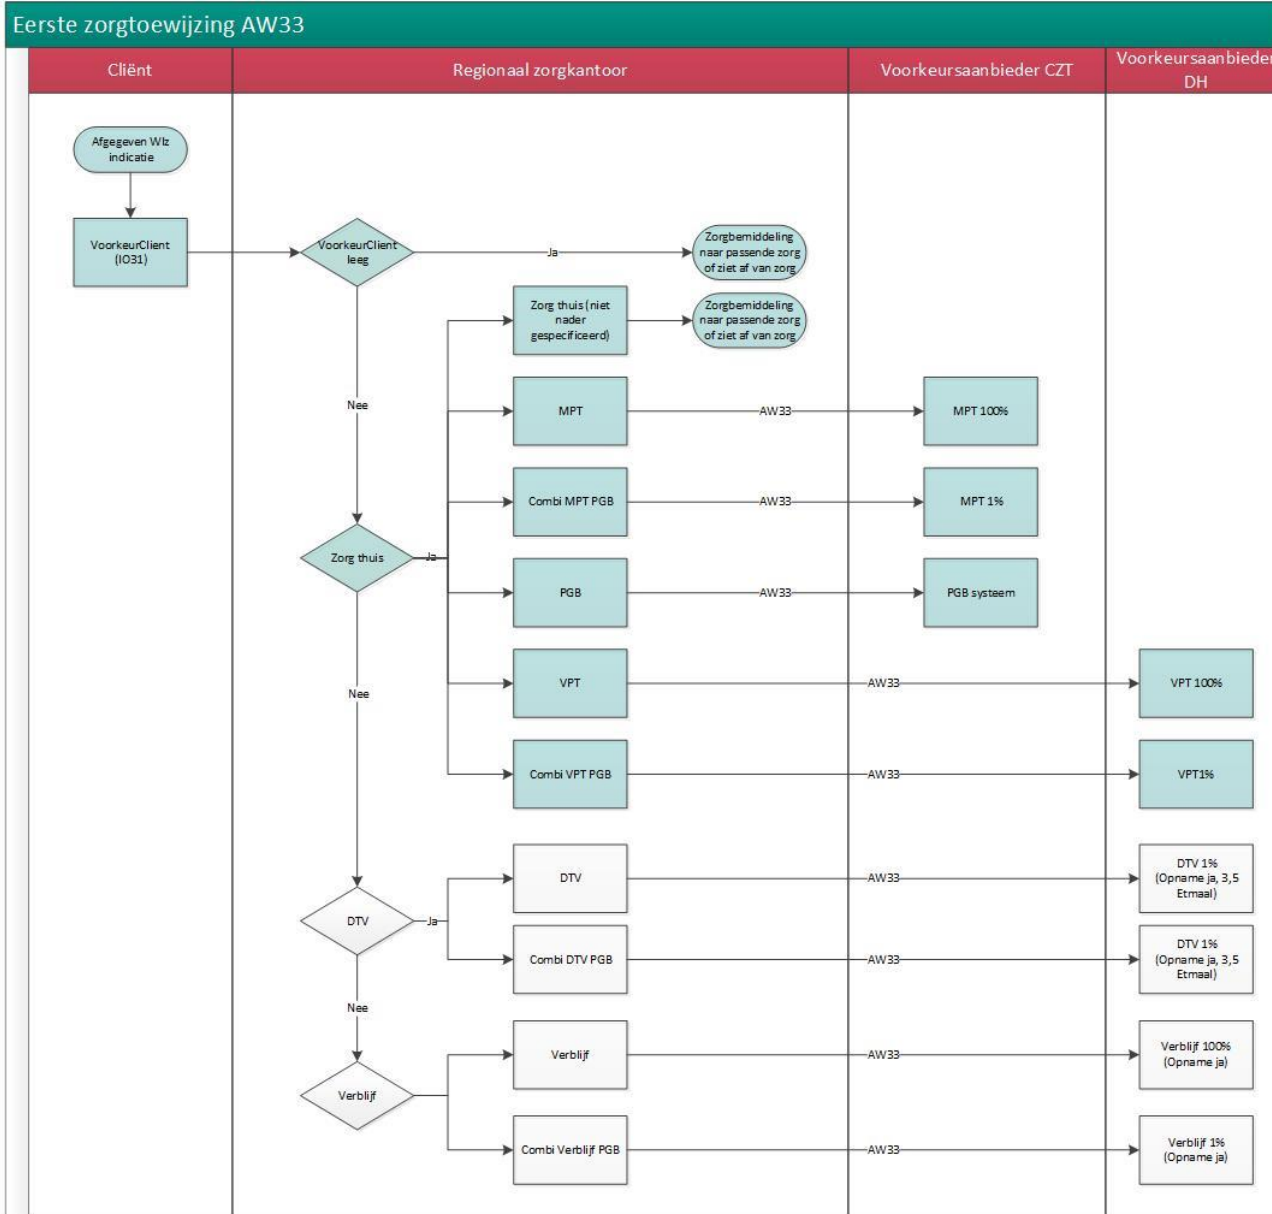 Eerste zorgtoewijzing AW33
Cliënt
Regionaal zorgkantoor
Voorkeursaanbieder CZT
Voorkeursaanbieder
DH
Afgegeven Wlz
indicatie
VoorkeurClient
(IO31)
VoorkeurClient
leeg
Ja
Zorgbemiddeling
naar passende zorg
of ziet af van zorg
Zorg thuis (niet
nader
gespecificeerd)
Zorgbemiddeling
naar passende zorg
of ziet af van zorg
Nee
MPT
AW33
MPT 100%
Combi MPT PGB
AW33
MPT 1%
Zorg thuis
Ja
PGB
AW33
PGB systeem
Nee
VPT
AW33
VPT 100%
Combi VPT PGB
AW33
VPT1%
DTV
Ja
DTV
AW33
DTV 1%
(Opname ja, 3,5
Etmaal)
Combi DTV PGB
AW33
DTV 1%
(Opname ja, 3,5
Etmaal)
Nee
Verblijf
Verblijf
AW33
Verblijf 100%
(Opname ja)
Combi Verblijf PGB
AW33
Verblijf 1%
(Opname ja)